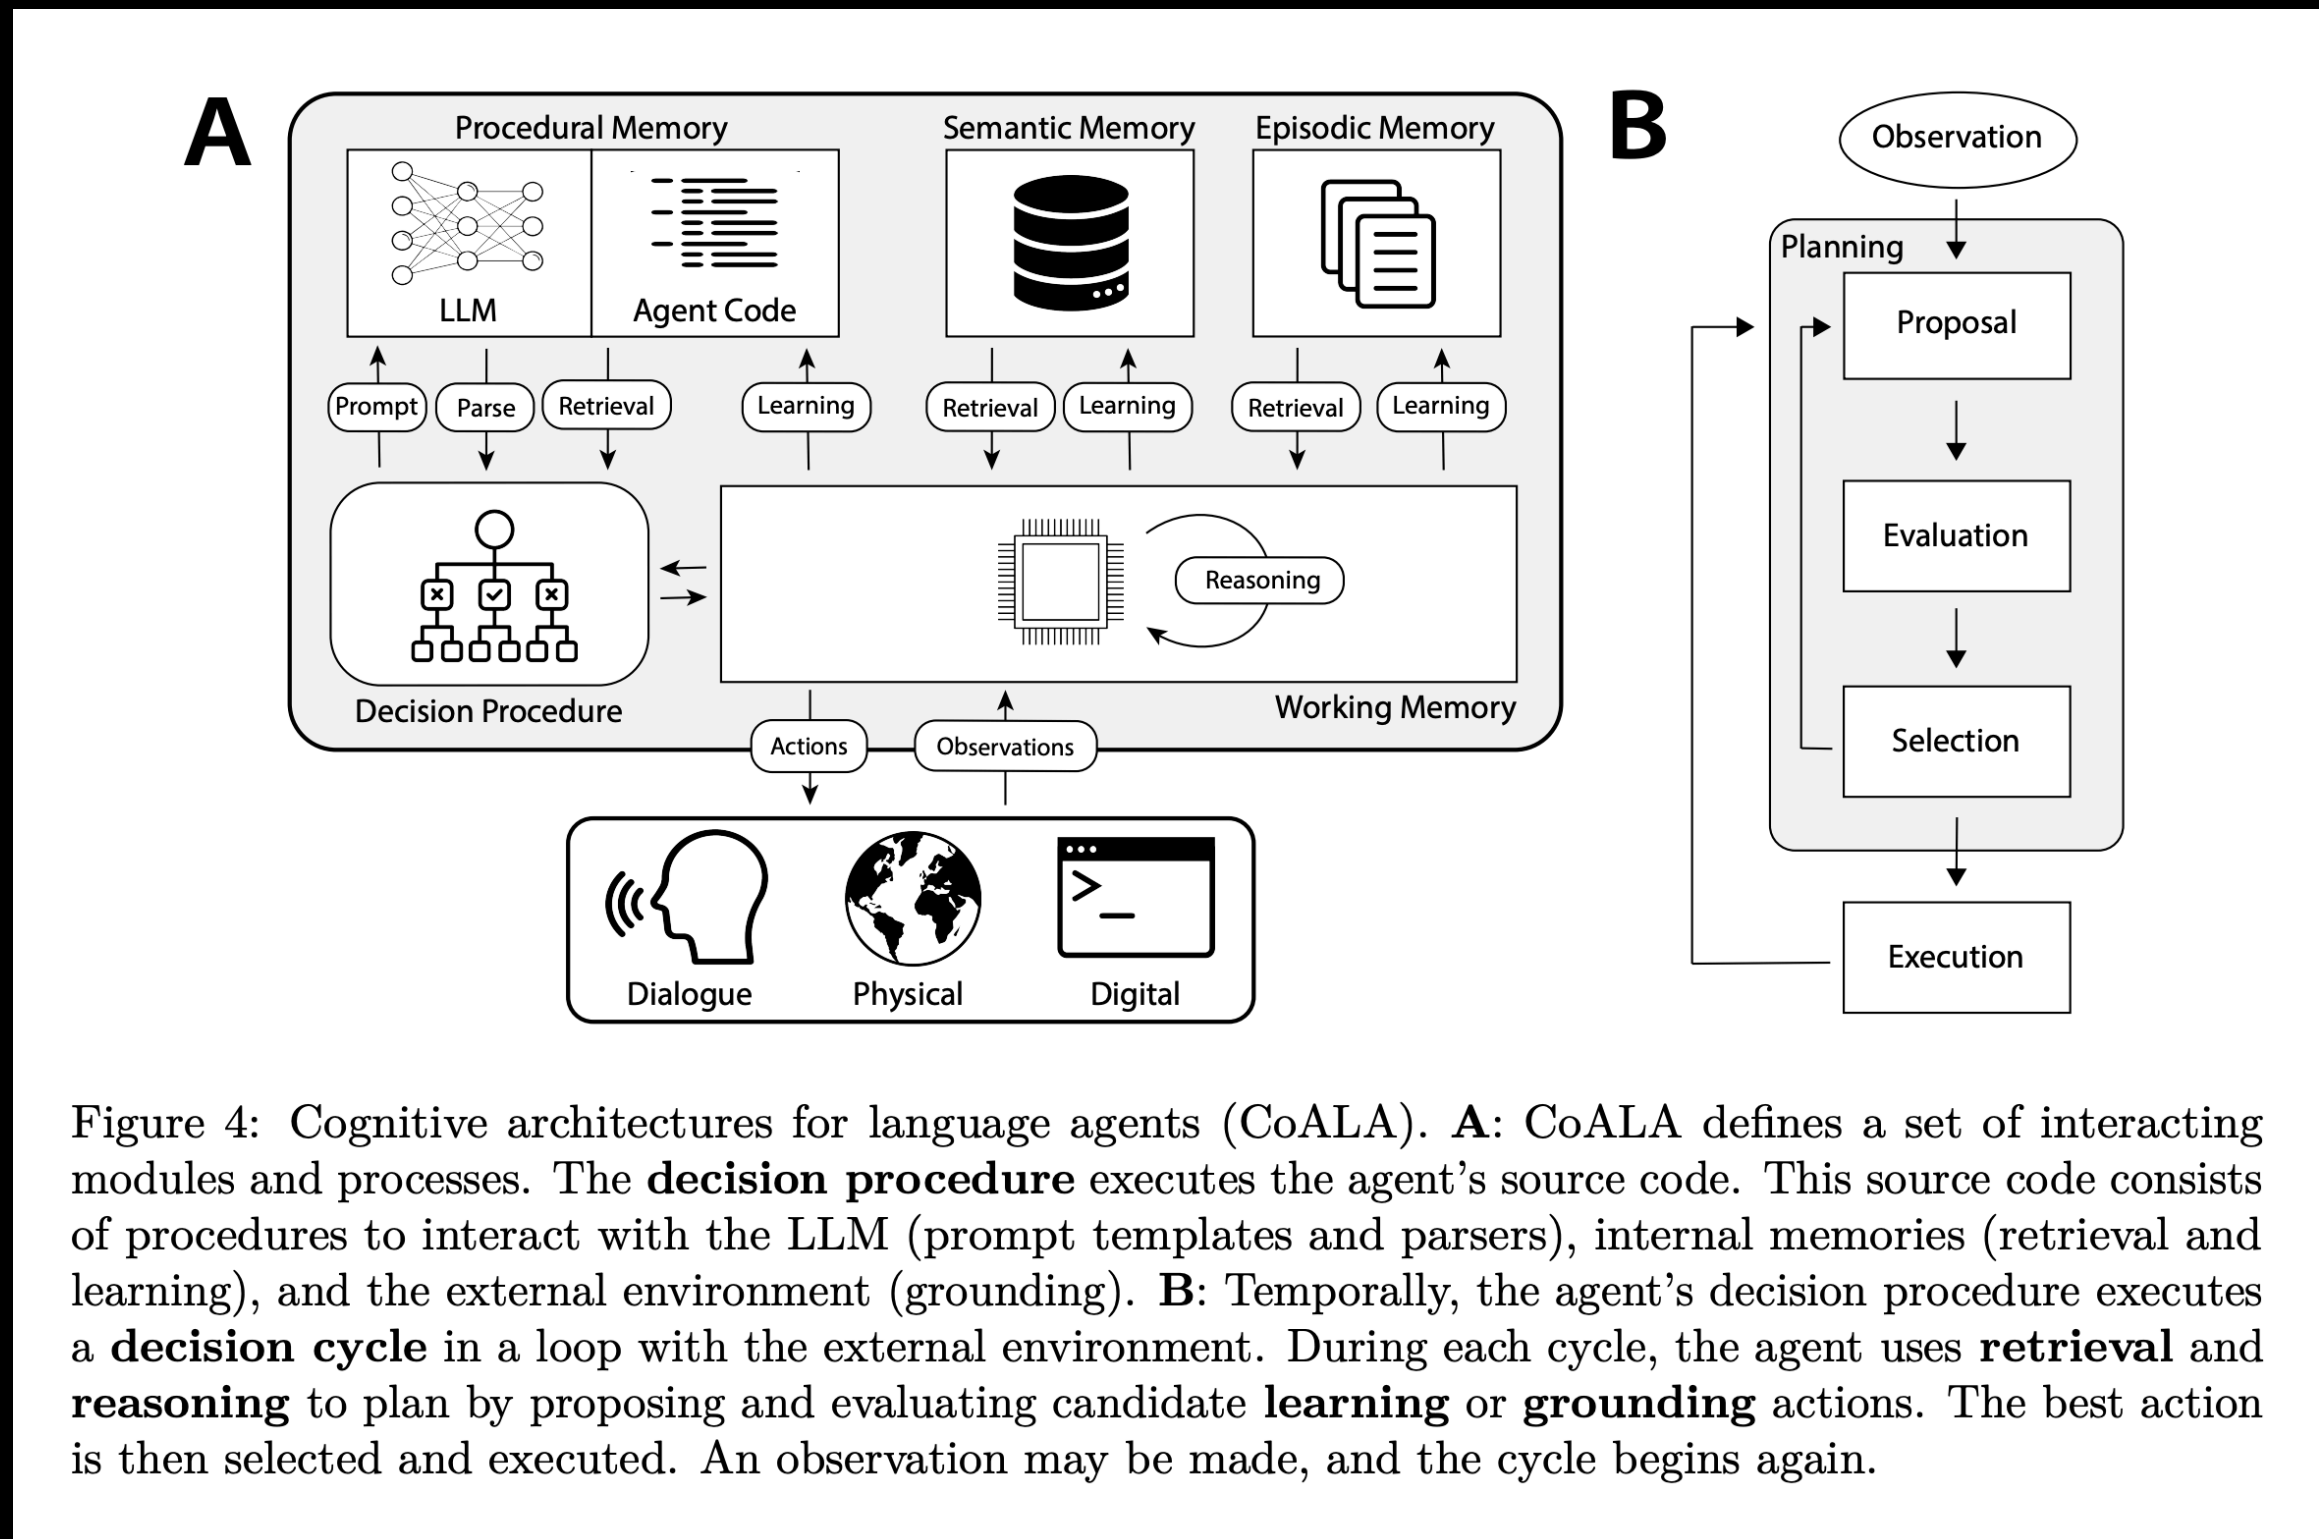 A
Procedural Memory
Semantic Memory
Episodic Memory
LLM
Agent Code
Prompt
Parse
Retrieval
Learning
Retrieval
Learning
Retrieval
Learning
Reasoning
Decision Procedure
Working Memory
Actions
Observations
Dialogue
Physical
Digital
B
Observation
Planning
Proposal
Evaluation
Selection
Execution
Figure 4: Cognitive architectures for language agents (CoALA). A: CoALA defines a set of interacting
modules and processes. The decision procedure executes the agent's source code. This source code consists
of procedures to interact with the LLM (prompt templates and parsers), internal memories (retrieval and
learning), and the external environment (grounding). B: Temporally, the agent's decision procedure executes
a decision cycle in a loop with the external environment. During each cycle, the agent uses retrieval and
reasoning to plan by proposing and evaluating candidate learning or grounding actions. The best action
is then selected and executed. An observation may be made, and the cycle begins again.